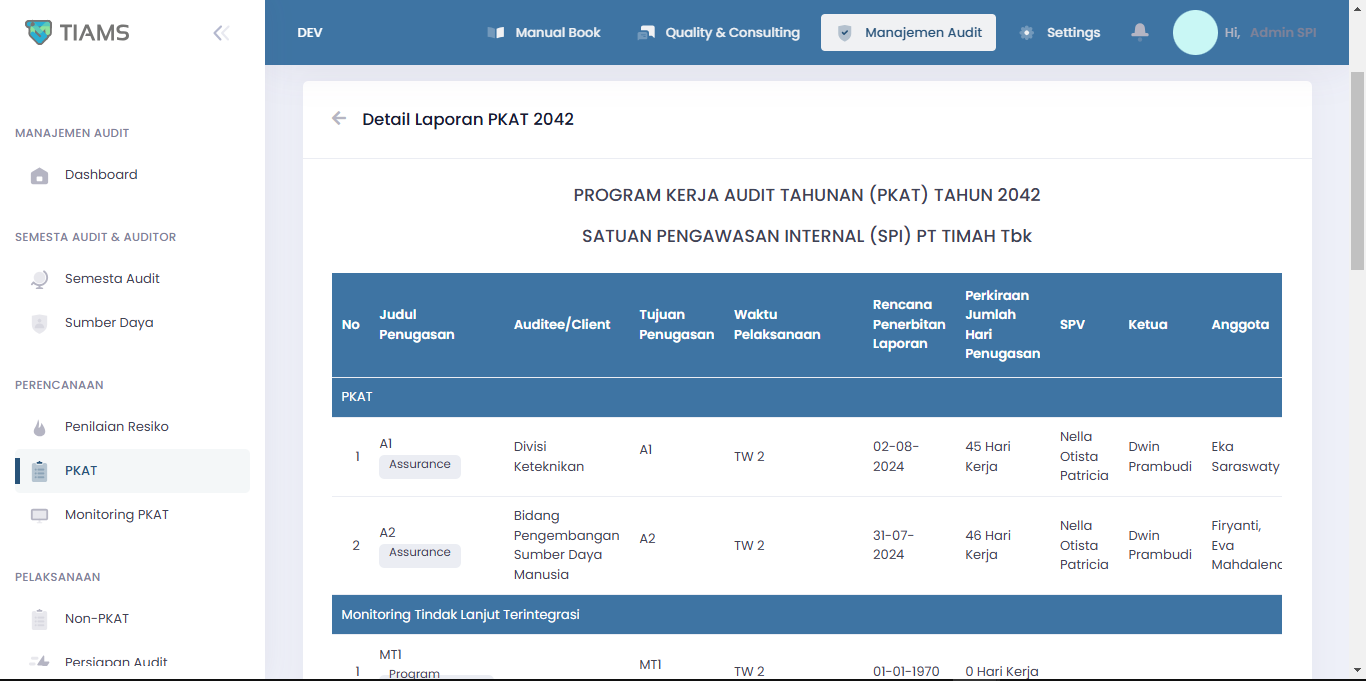 TIAMS
DEV
Manual Book
Quality & Consulting
Manajemen Audit
Settings
Hi, Admin SPI
MANAJEMEN AUDIT
Dashboard
SEMESTA AUDIT & AUDITOR
Semesta Audit
Sumber Daya
PERENCANAAN
Penilaian Resiko
PKAT
Monitoring PKAT
PELAKSANAAN
Non-PKAT
Persiapan Audit
Detail Laporan PKAT 2042
PROGRAM KERJA AUDIT TAHUNAN (PKAT) TAHUN 2042
SATUAN PENGAWASAN INTERNAL (SPI) PT TIMAH Tbk
No
Judul
Penugasan
Auditee/Client
Tujuan
Penugasan
Waktu
Pelaksanaan
Rencana
Penerbitan
Laporan
Perkiraan
Jumlah
Hari
Penugasan
SPV
Ketua
Anggota
PKAT
1
A1
Assurance
Divisi
Keteknikan
A1
TW 2
02-08-
2024
45 Hari
Kerja
Nella
Otista
Patricia
Dwin
Prambudi
Eka
Saraswaty
2
A2
Assurance
Bidang
Pengembangan
Sumber Daya
Manusia
A2
TW 2
31-07-
2024
46 Hari
Kerja
Nella
Otista
Patricia
Dwin
Prambudi
Firyanti,
Eva
Mahdalena
Monitoring Tindak Lanjut Terintegrasi
1
MT1
Program
MT1
TW 2
01-01-1970
0 Hari Kerja